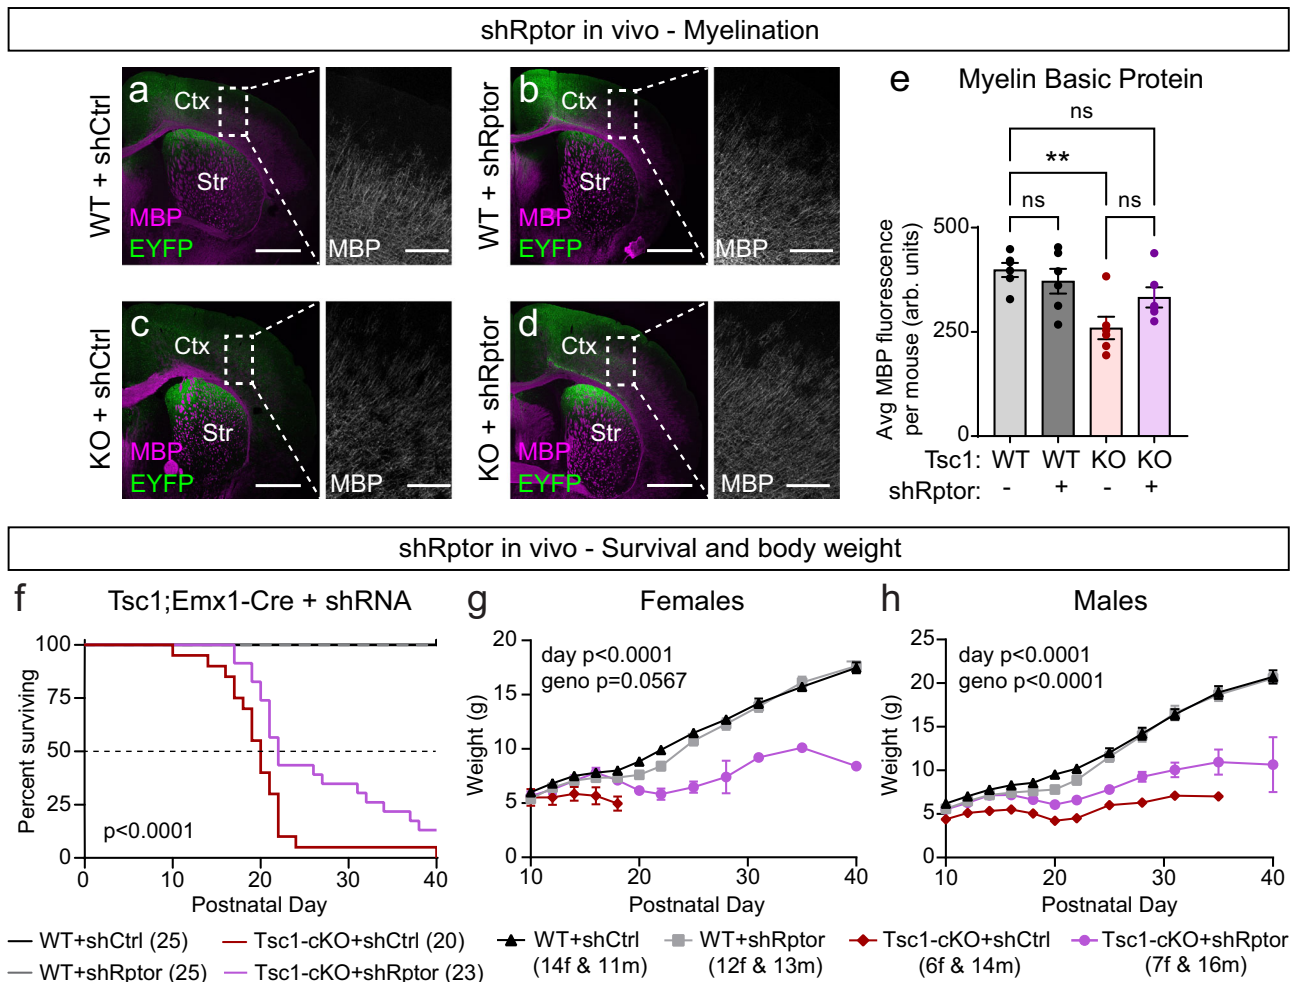 shRptor in vivo - Myelination
a
Ctx
Str
MBP
EYFP
MBP
WT + shCtrl
b
Ctx
Str
MBP
EYFP
MBP
WT + shRptor
c
Ctx
Str
MBP
EYFP
MBP
KO + shCtrl
d
Ctx
Str
MBP
EYFP
MBP
KO + shRptor
e
Myelin Basic Protein
ns
**
ns
ns
Avg MBP fluorescence
per mouse (arb. units)
500
250
0
Tsc1: WT WT KO KO
shRptor: - + - +
shRptor in vivo - Survival and body weight
f
Tsc1;Emx1-Cre + shRNA
Percent surviving
100
75
50
25
0
p<0.0001
0 10 20 30 40
Postnatal Day
WT+shCtrl (25)
Tsc1-cKO+shCtrl (20)
WT+shRptor (25)
Tsc1-cKO+shRptor (23)
g
Females
day p<0.0001
geno p=0.0567
Weight (g)
20
15
10
5
0
10 20 30 40
Postnatal Day
h
Males
day p<0.0001
geno p<0.0001
Weight (g)
25
20
15
10
5
0
10 20 30 40
Postnatal Day
WT+shCtrl
(14f & 11m)
WT+shRptor
(12f & 13m)
Tsc1-cKO+shCtrl
(6f & 14m)
Tsc1-cKO+shRptor
(7f & 16m)